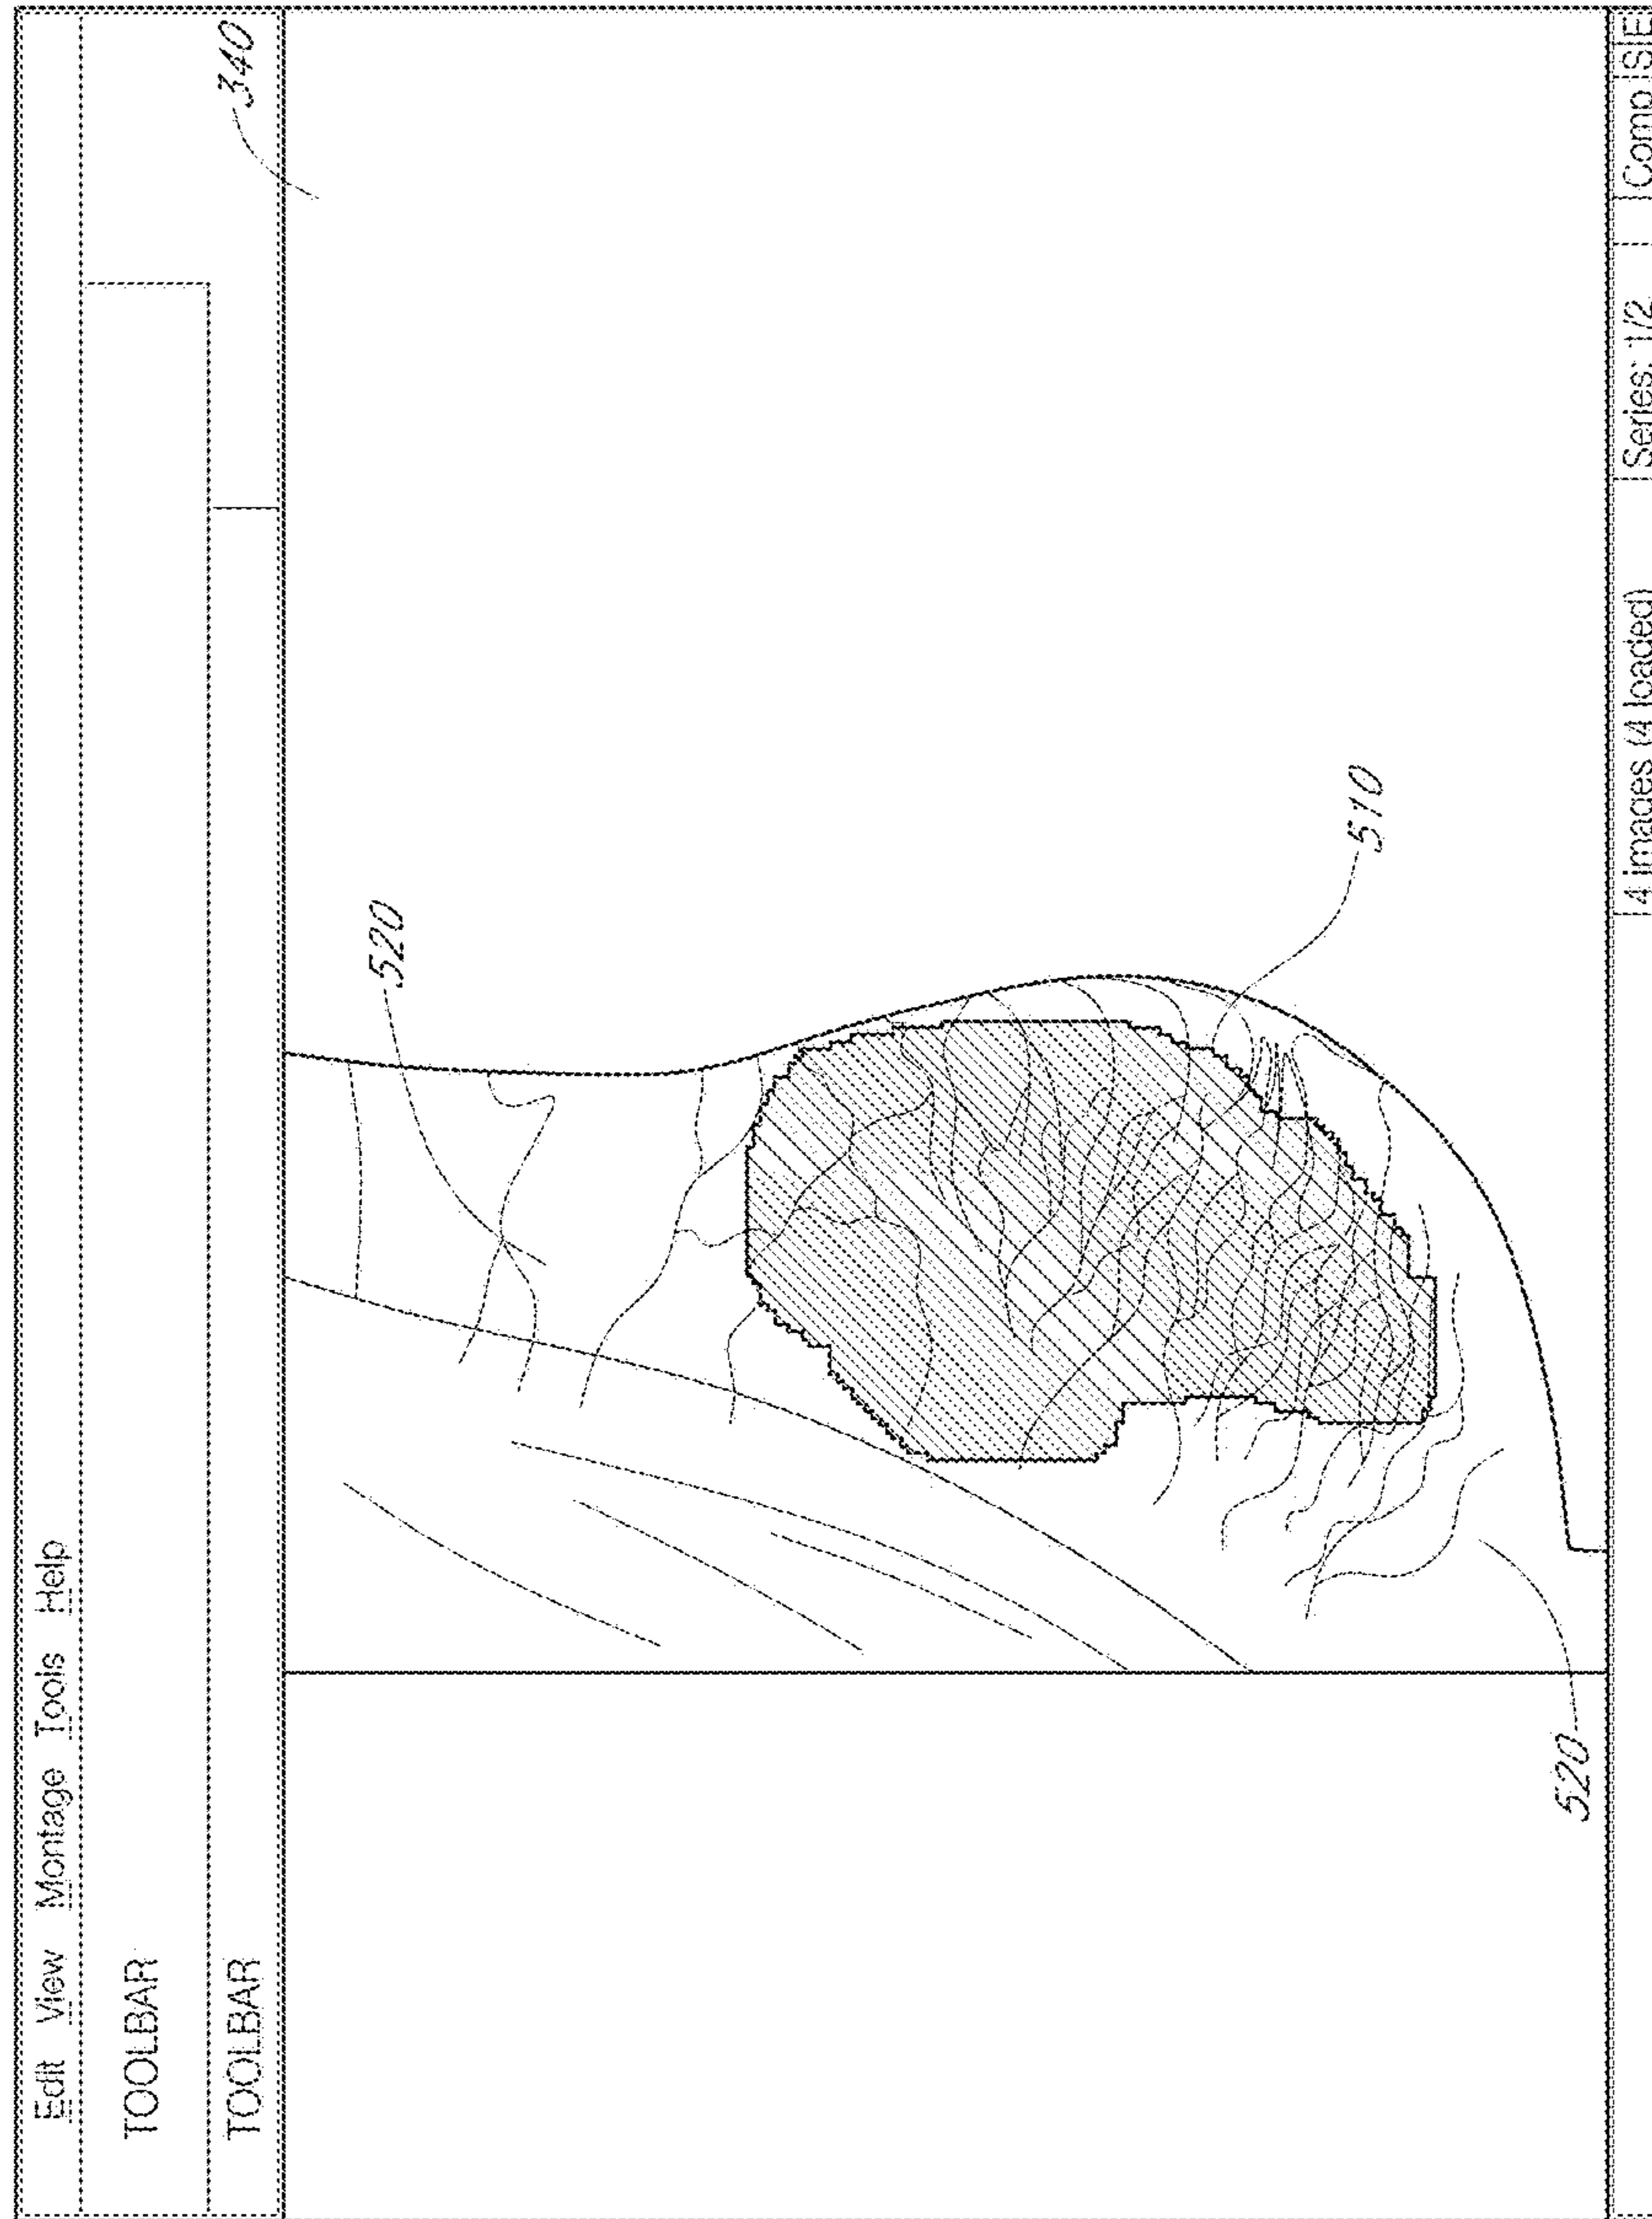 Edit View Montage Tools Help
TOOLBAR
TOOLBAR
340
520
510
520
4 images (4 loaded) Series: 1/2 Comp S E